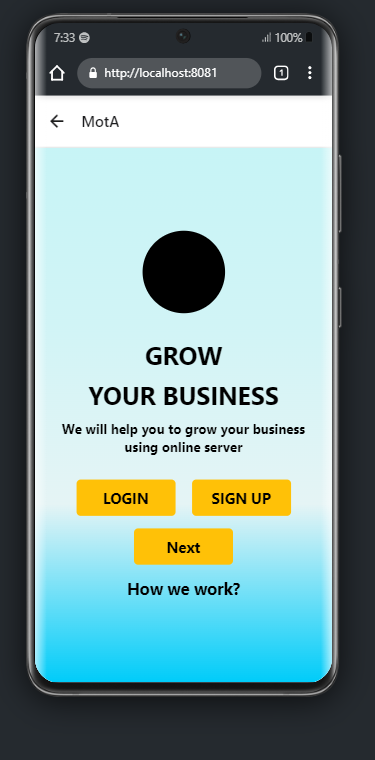 7:33 100%
http://localhost:8081 1
MotA
GROW
YOUR BUSINESS
We will help you to grow your business
using online server
LOGIN SIGN UP
Next
How we work?